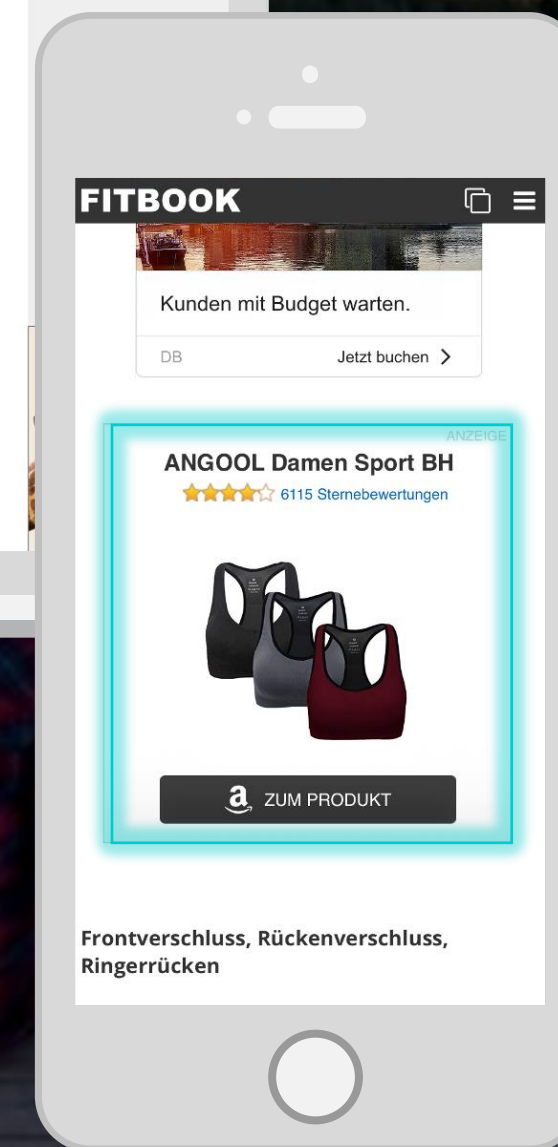 FITBOOK
Kunden mit Budget warten.
DB
Jetzt buchen
ANZEIGE
ANGOOL Damen Sport BH
6115 Sternebewertungen
a ZUM PRODUKT
Frontverschluss, Rückenverschluss,
Ringerrücken